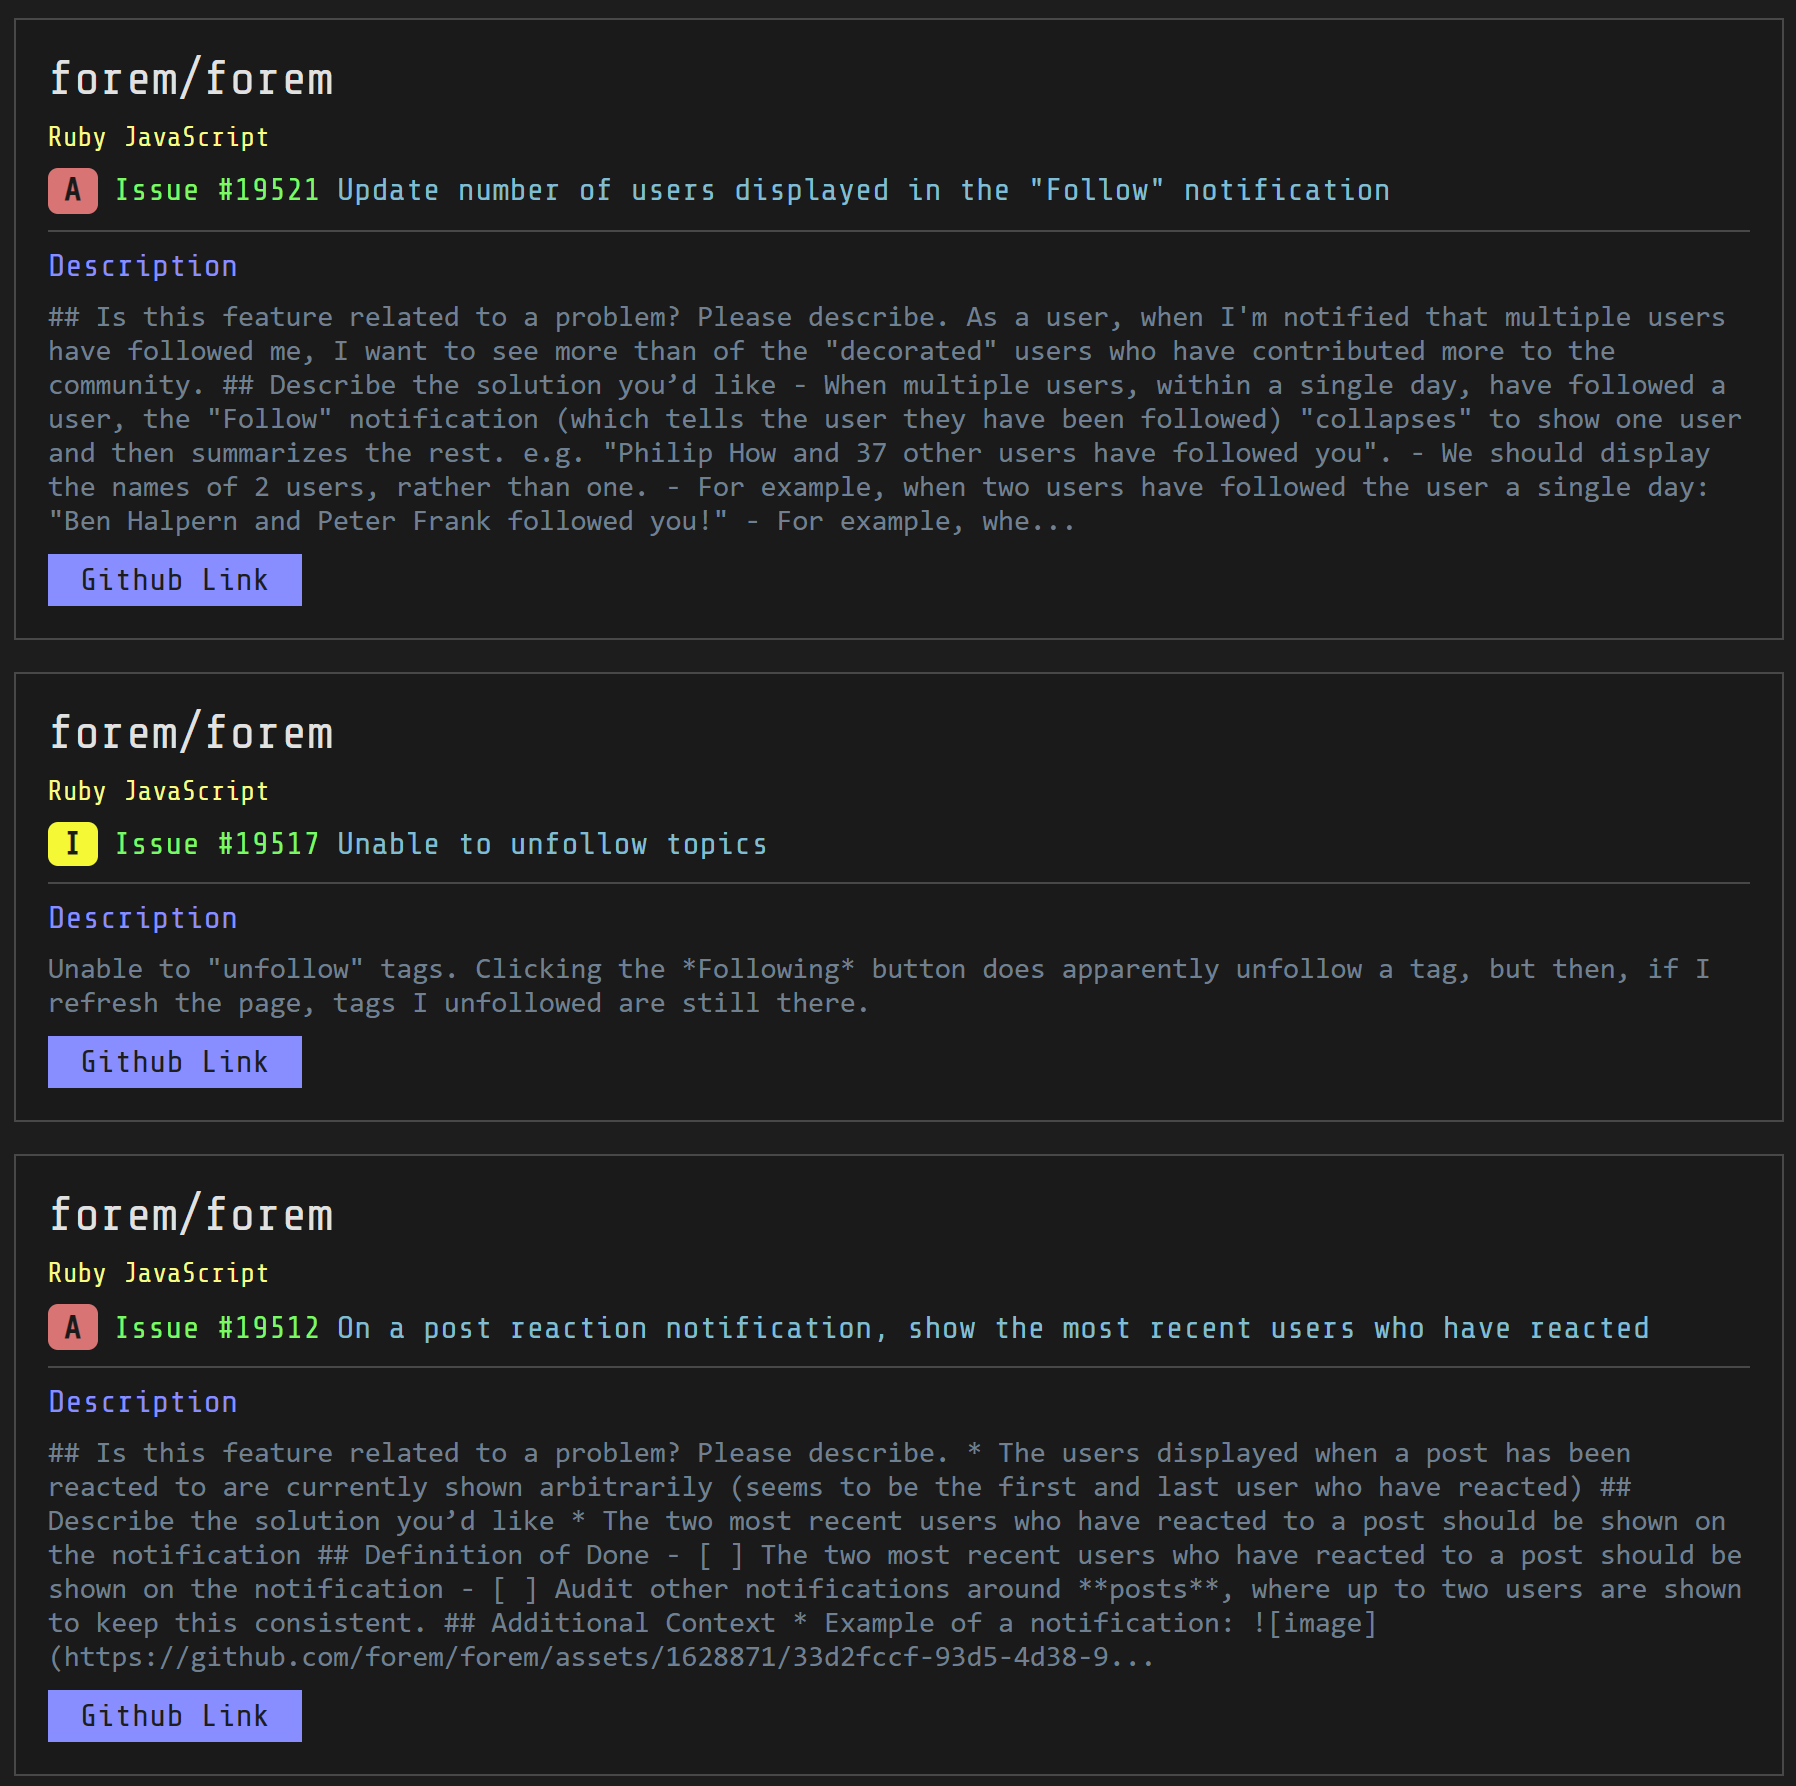 forem/forem
Ruby JavaScript
A Issue #19521 Update number of users displayed in the "Follow" notification
Description
## Is this feature related to a problem? Please describe. As a user, when I'm notified that multiple users
have followed me, I want to see more than of the "decorated" users who have contributed more to the
community. ## Describe the solution you’d like - When multiple users, within a single day, have followed a
user, the "Follow" notification (which tells the user they have been followed) "collapses" to show one user
and then summarizes the rest. e.g. "Philip How and 37 other users have followed you". - We should display
the names of 2 users, rather than one. - For example, when two users have followed the user a single day:
"Ben Halpern and Peter Frank followed you!" - For example, whe...
Github Link
forem/forem
Ruby JavaScript
I Issue #19517 Unable to unfollow topics
Description
Unable to "unfollow" tags. Clicking the *Following* button does apparently unfollow a tag, but then, if I
refresh the page, tags I unfollowed are still there.
Github Link
forem/forem
Ruby JavaScript
A Issue #19512 On a post reaction notification, show the most recent users who have reacted
Description
## Is this feature related to a problem? Please describe. * The users displayed when a post has been
reacted to are currently shown arbitrarily (seems to be the first and last user who have reacted) ##
Describe the solution you’d like * The two most recent users who have reacted to a post should be shown on
the notification ## Definition of Done - [ ] The two most recent users who have reacted to a post should be
shown on the notification - [ ] Audit other notifications around **posts**, where up to two users are shown
to keep this consistent. ## Additional Context * Example of a notification: ![image]
(https://github.com/forem/forem/assets/1628871/33d2fccf-93d5-4d38-9...
Github Link